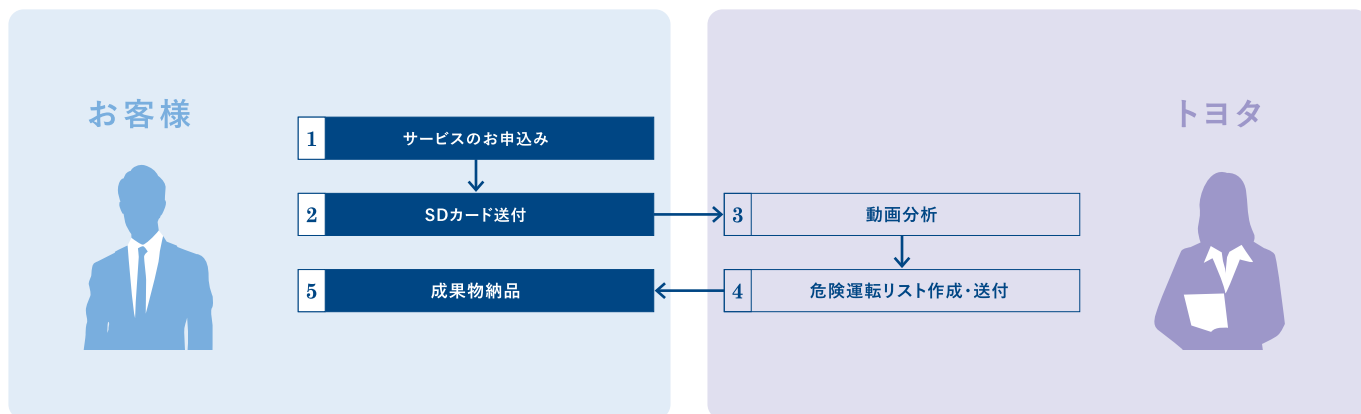 お客様
1 サービスのお申込み
2 SDカード送付
5 成果物納品
トヨタ
3 動画分析
4 危険運転リスト作成・送付